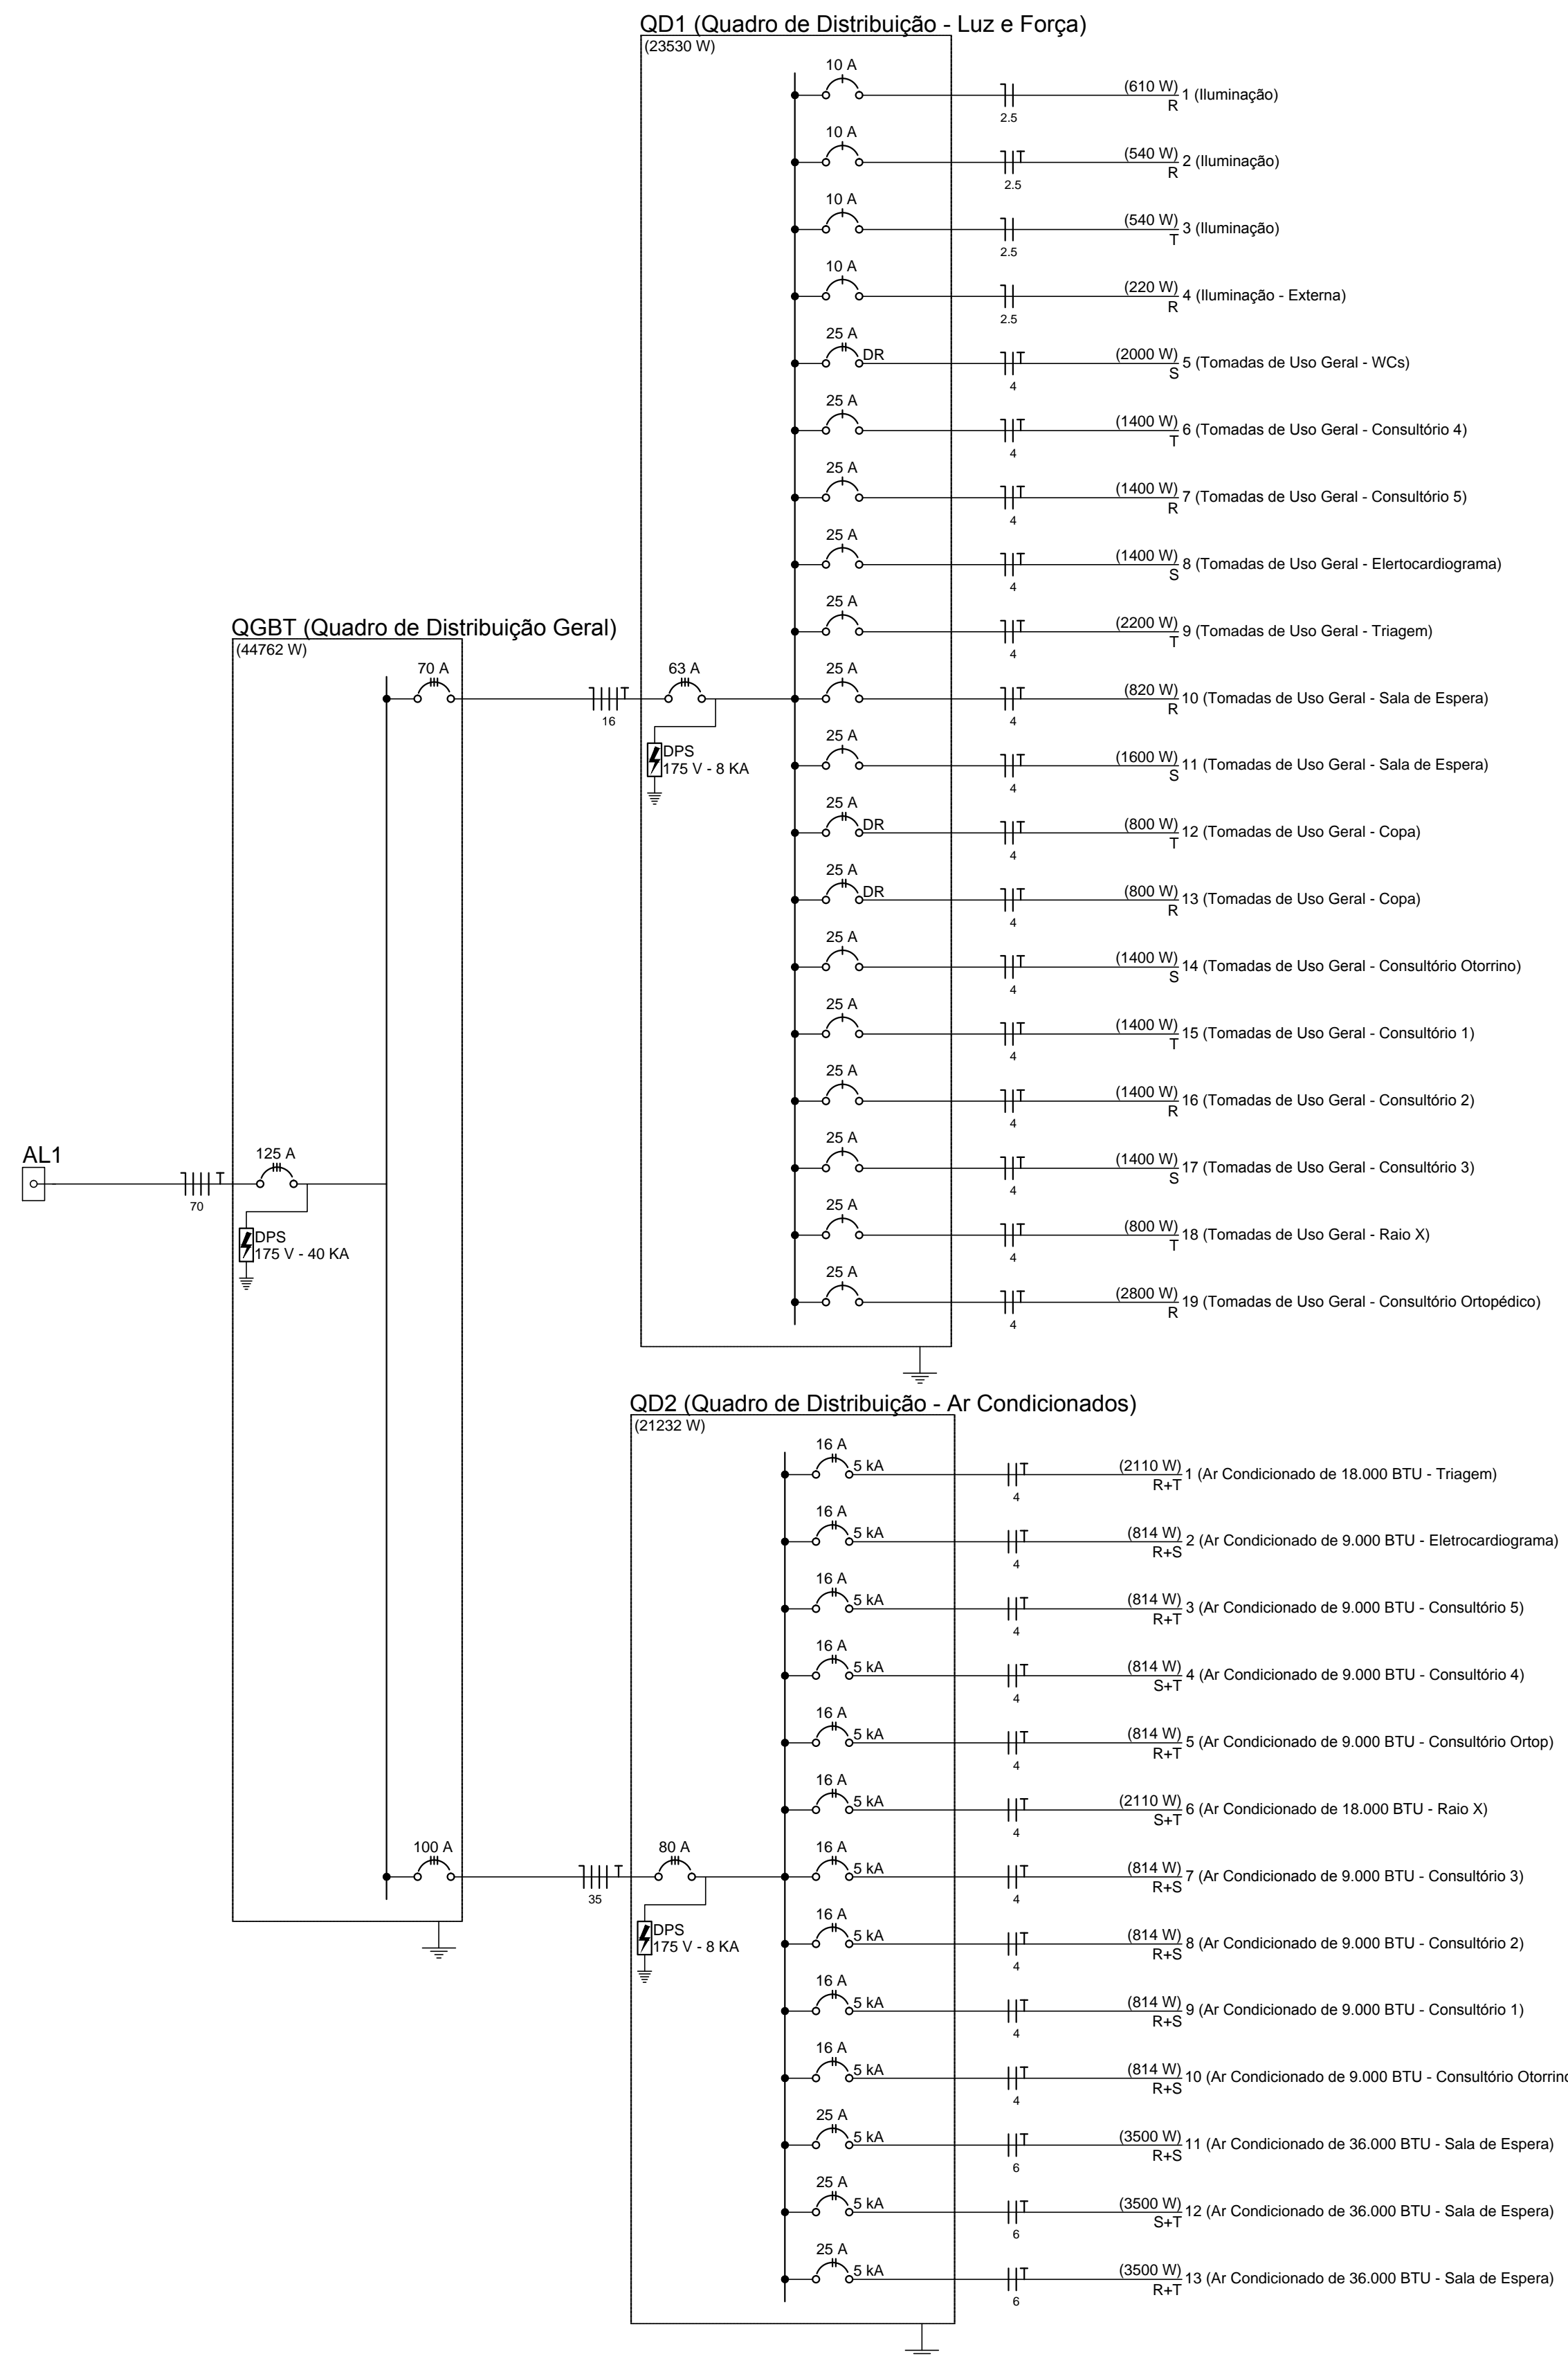 QD1 (Quadro de Distribuição - Luz e Força)
(23530 W)
10 A
2.5
(610 W)
R
1 (Iluminação)
10 A
T
2.5
(540 W)
R
2 (Iluminação)
10 A
2.5
(540 W)
T
3 (Iluminação)
10 A
2.5
(220 W)
R
4 (Iluminação - Externa)
25 A
DR
T
4
(2000 W)
S
5 (Tomadas de Uso Geral - WCs)
25 A
T
4
(1400 W)
T
6 (Tomadas de Uso Geral - Consultório 4)
25 A
T
4
(1400 W)
R
7 (Tomadas de Uso Geral - Consultório 5)
25 A
T
4
(1400 W)
S
8 (Tomadas de Uso Geral - Elertocardiograma)
25 A
T
4
(2200 W)
T
9 (Tomadas de Uso Geral - Triagem)
QGBT (Quadro de Distribuição Geral)
(44762 W)
70 A
T
16
63 A
DPS
175 V - 8 KA
25 A
T
4
(820 W)
R
10 (Tomadas de Uso Geral - Sala de Espera)
25 A
T
4
(1600 W)
S
11 (Tomadas de Uso Geral - Sala de Espera)
25 A
DR
T
4
(800 W)
T
12 (Tomadas de Uso Geral - Copa)
25 A
DR
T
4
(800 W)
R
13 (Tomadas de Uso Geral - Copa)
25 A
T
4
(1400 W)
S
14 (Tomadas de Uso Geral - Consultório Otorrino)
25 A
T
4
(1400 W)
T
15 (Tomadas de Uso Geral - Consultório 1)
25 A
T
4
(1400 W)
R
16 (Tomadas de Uso Geral - Consultório 2)
AL1
T
70
125 A
DPS
175 V - 40 KA
25 A
T
4
(1400 W)
S
17 (Tomadas de Uso Geral - Consultório 3)
25 A
T
4
(800 W)
T
18 (Tomadas de Uso Geral - Raio X)
25 A
T
4
(2800 W)
R
19 (Tomadas de Uso Geral - Consultório Ortopédico)
QD2 (Quadro de Distribuição - Ar Condicionados)
(21232 W)
16 A
5 kA
T
4
(2110 W)
R+T
1 (Ar Condicionado de 18.000 BTU - Triagem)
16 A
5 kA
T
4
(814 W)
R+S
2 (Ar Condicionado de 9.000 BTU - Eletrocardiograma)
16 A
5 kA
T
4
(814 W)
R+T
3 (Ar Condicionado de 9.000 BTU - Consultório 5)
16 A
5 kA
T
4
(814 W)
S+T
4 (Ar Condicionado de 9.000 BTU - Consultório 4)
16 A
5 kA
T
4
(814 W)
R+T
5 (Ar Condicionado de 9.000 BTU - Consultório Ortop)
16 A
5 kA
T
4
(2110 W)
S+T
6 (Ar Condicionado de 18.000 BTU - Raio X)
100 A
T
35
80 A
DPS
175 V - 8 KA
16 A
5 kA
T
4
(814 W)
R+S
7 (Ar Condicionado de 9.000 BTU - Consultório 3)
16 A
5 kA
T
4
(814 W)
R+S
8 (Ar Condicionado de 9.000 BTU - Consultório 2)
16 A
5 kA
T
4
(814 W)
R+S
9 (Ar Condicionado de 9.000 BTU - Consultório 1)
16 A
5 kA
T
4
(814 W)
R+S
10 (Ar Condicionado de 9.000 BTU - Consultório Otorrino
25 A
5 kA
T
6
(3500 W)
R+S
11 (Ar Condicionado de 36.000 BTU - Sala de Espera)
25 A
5 kA
T
6
(3500 W)
S+T
12 (Ar Condicionado de 36.000 BTU - Sala de Espera)
25 A
5 kA
T
6
(3500 W)
R+T
13 (Ar Condicionado de 36.000 BTU - Sala de Espera)